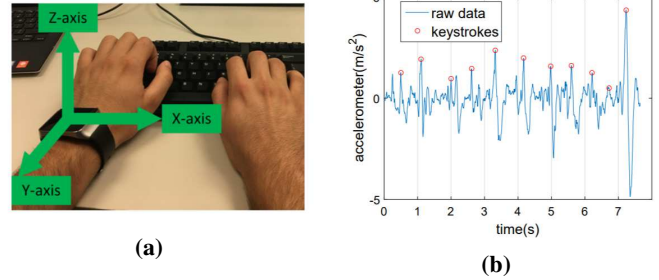 Z-axis
X-axis
Y-axis
(a)
raw data
keystrokes
accelerometer(m/s²)
0
-5
0 1 2 3 4 5 6 7
time(s)
(b)